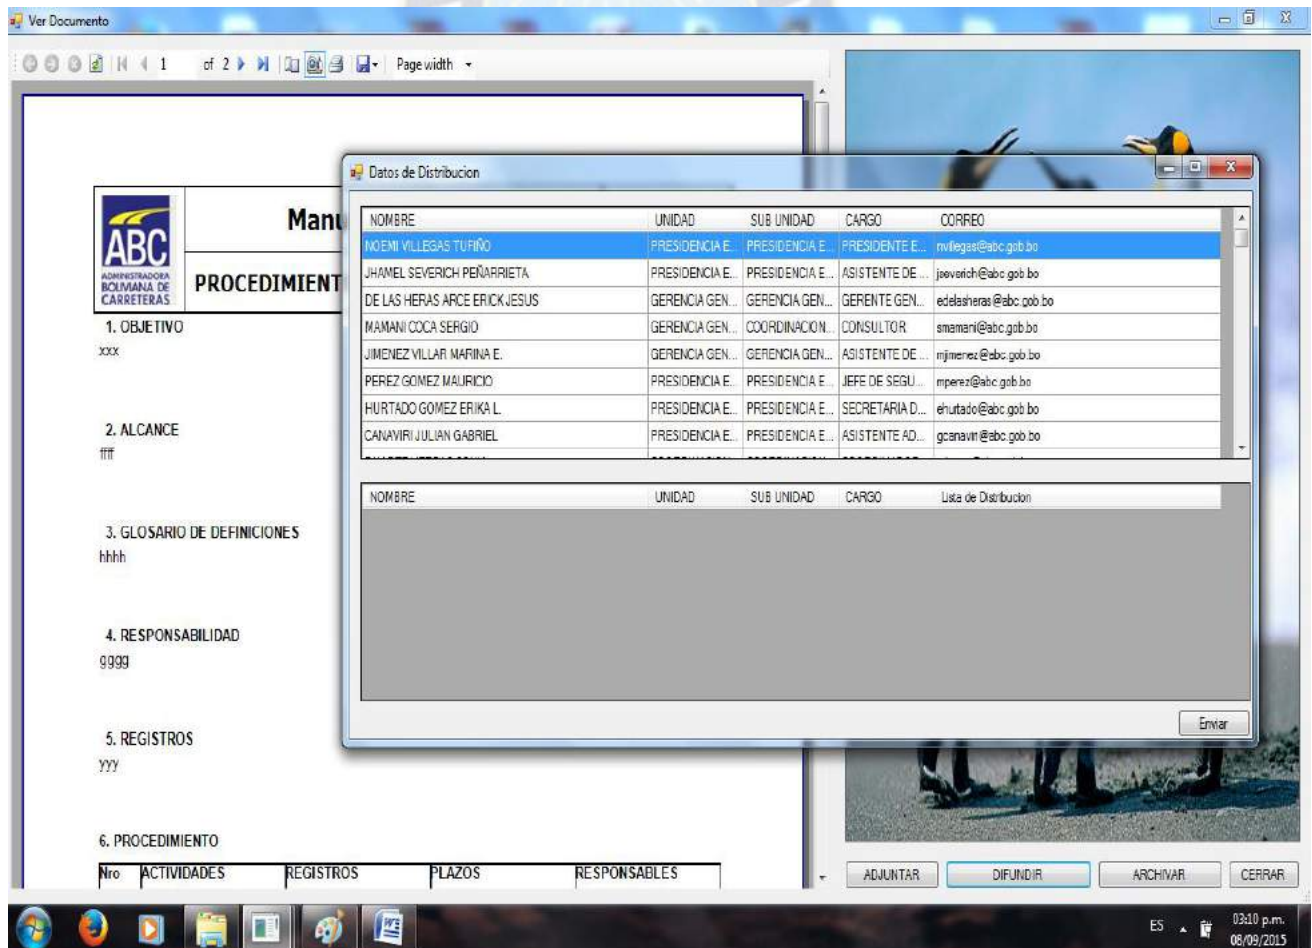 Ver Documento
1 of 2 Page width
ABC
ADMINISTRADORA
BOLIVIANA DE
CARRETERAS
Manu
PROCEDIMIENT
1. OBJETIVO
xxx
2. ALCANCE
ffff
3. GLOSARIO DE DEFINICIONES
hhhh
4. RESPONSABILIDAD
gggg
5. REGISTROS
yyy
6. PROCEDIMIENTO
Nro ACTIVIDADES REGISTROS PLAZOS RESPONSABLES
Datos de Distribucion
NOMBRE UNIDAD SUB UNIDAD CARGO CORREO
NOEMI VILLEGAS TUFIÑO PRESIDENCIA E... PRESIDENCIA E... PRESIDENTE E... nvillegas@abc.gob.bo
JHAMEL SEVERICH PEÑARRIETA PRESIDENCIA E... PRESIDENCIA E... ASISTENTE DE ... jseverich@abc.gob.bo
DE LAS HERAS ARCE ERICK JESUS GERENCIA GEN... GERENCIA GEN... GERENTE GEN... edelasheras@abc.gob.bo
MAMANI COCA SERGIO GERENCIA GEN... COORDINACION... CONSULTOR smamani@abc.gob.bo
JIMENEZ VILLAR MARINA E. GERENCIA GEN... GERENCIA GEN... ASISTENTE DE ... mjimenez@abc.gob.bo
PEREZ GOMEZ MAURICIO PRESIDENCIA E... PRESIDENCIA E... JEFE DE SEGU... mperez@abc.gob.bo
HURTADO GOMEZ ERIKA L. PRESIDENCIA E... PRESIDENCIA E... SECRETARIA D... ehurtado@abc.gob.bo
CANAVIRI JULIAN GABRIEL PRESIDENCIA E... PRESIDENCIA E... ASISTENTE AD... gcanaviri@abc.gob.bo
NOMBRE UNIDAD SUB UNIDAD CARGO Lista de Distribucion
Enviar
ADJUNTAR DIFUNDIR ARCHIVAR CERRAR
ES 03:10 p.m.
08/09/2015